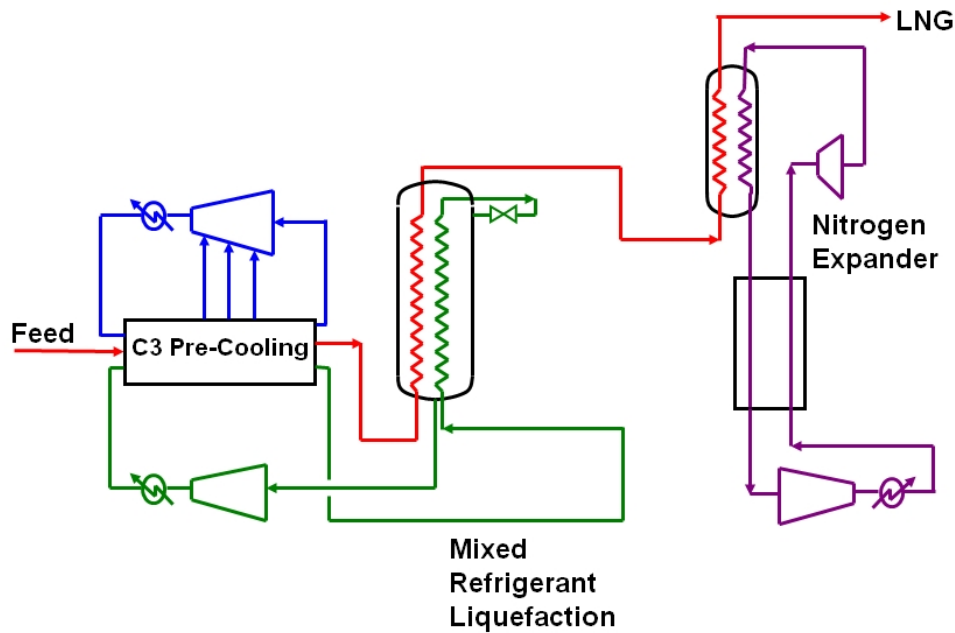 LNG
Nitrogen
Expander
Feed
C3 Pre-Cooling
Mixed
Refrigerant
Liquefaction